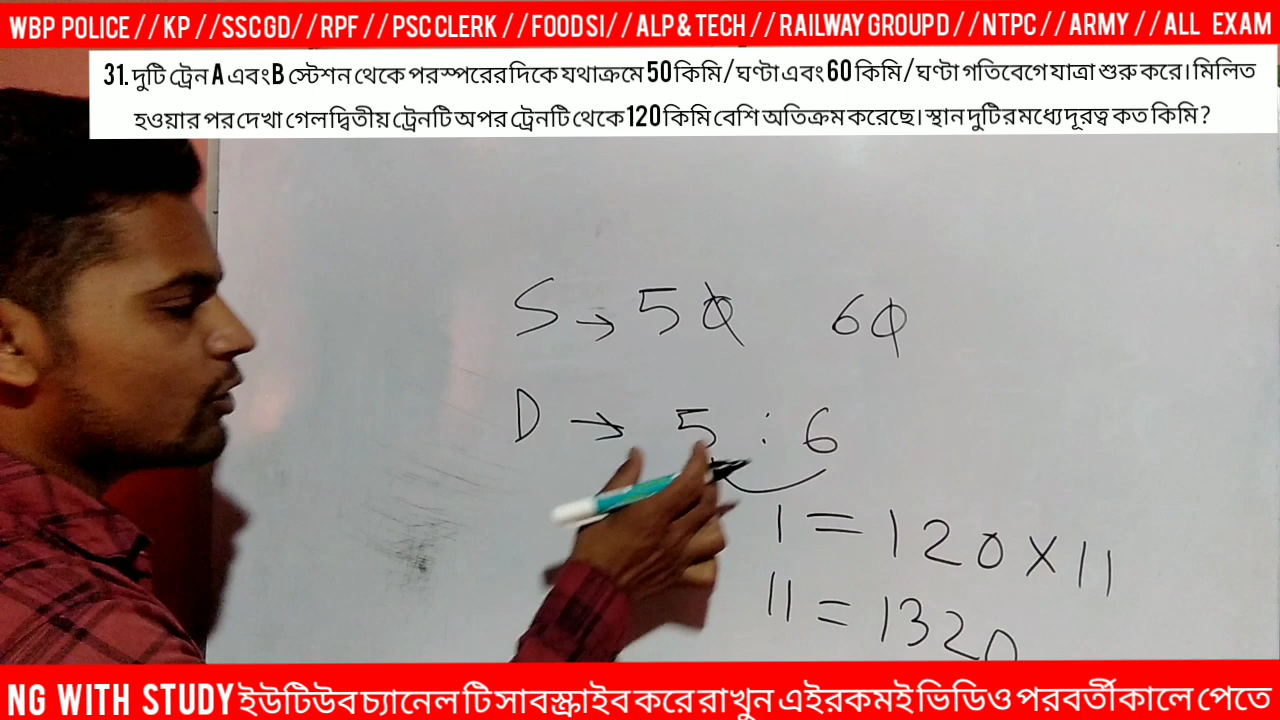 WBP POLICE // KP // SSC GD // RPF // PSC CLERK // FOOD SI // ALP & TECH // RAILWAY GROUP D // NTPC // ARMY // ALL EXAM
31. দুটি ট্রেন A এবং B স্টেশন থেকে পরস্পরের দিকে যথাক্রমে 50 কিমি/ঘণ্টা এবং 60 কিমি/ঘণ্টা গতিবেগে যাত্রা শুরু করে। মিলিত
হওয়ার পর দেখা গেল দ্বিতীয় ট্রেনটি অপর ট্রেনটি থেকে 120 কিমি বেশি অতিক্রম করেছে। স্থান দুটির মধ্যে দূরত্ব কত কিমি?
S → 50 60
D → 5 : 6
1 = 120 X 11
11 = 1320
NG WITH STUDY ইউটিউব চ্যানেল টি সাবস্ক্রাইব করে রাখুন এইরকমই ভিডিও পরবর্তীকালে পেতে